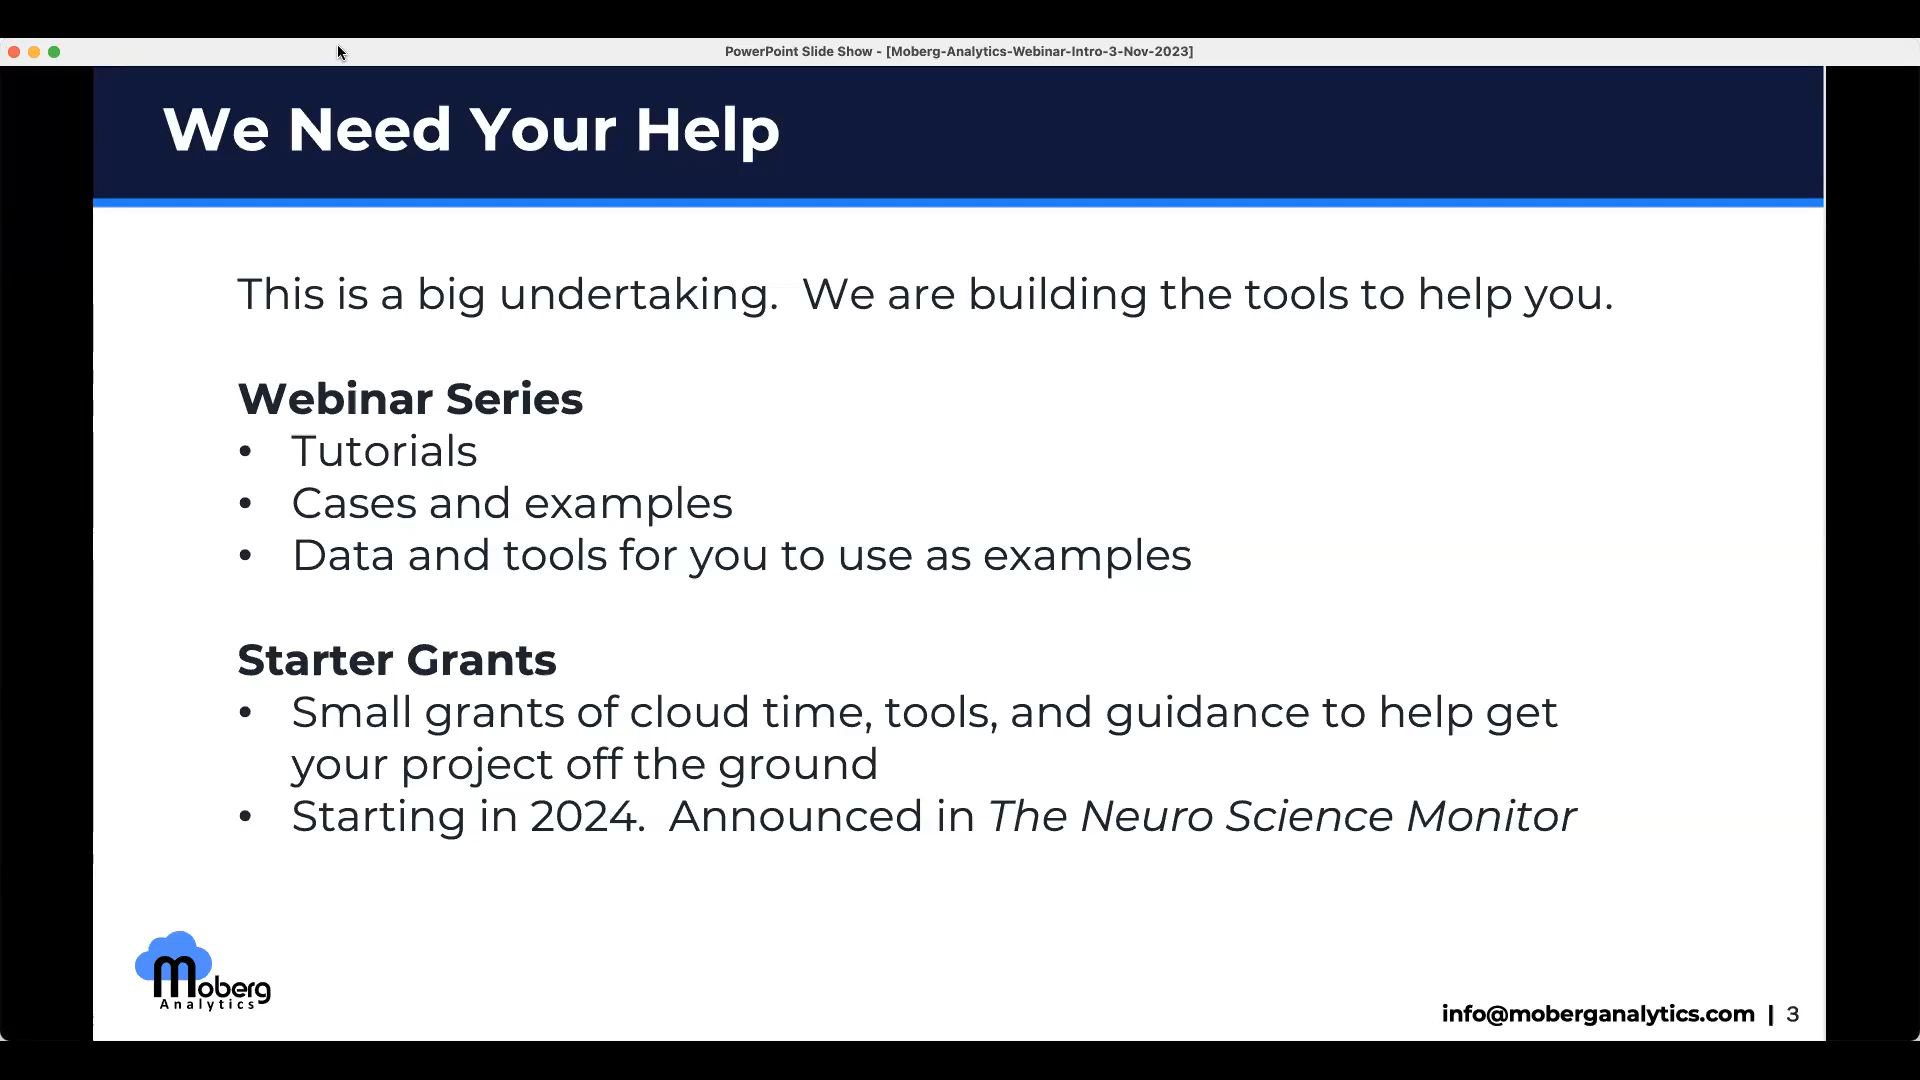 PowerPoint Slide Show - [Moberg-Analytics-Webinar-Intro-3-Nov-2023]
We Need Your Help
This is a big undertaking.  We are building the tools to help you.
Webinar Series
• Tutorials
• Cases and examples
• Data and tools for you to use as examples
Starter Grants
• Small grants of cloud time, tools, and guidance to help get
your project off the ground
• Starting in 2024.  Announced in The Neuro Science Monitor
Moberg
Analytics
info@moberganalytics.com | 3